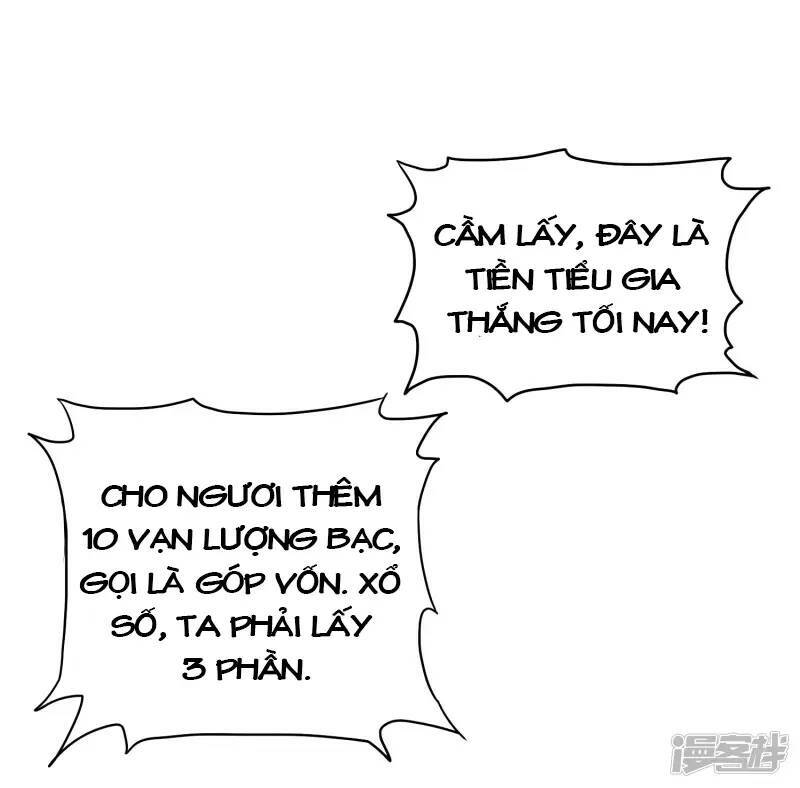 CẦM LẤY, ĐÂY LÀ
TIỀN TIỂU GIA
THẮNG TỐI NAY!
CHO NGƯƠI THÊM
10 VẠN LƯỢNG BẠC,
GỌI LÀ GÓP VỐN. XỔ
SỐ, TA PHẢI LẤY
3 PHẦN.
漫客栈